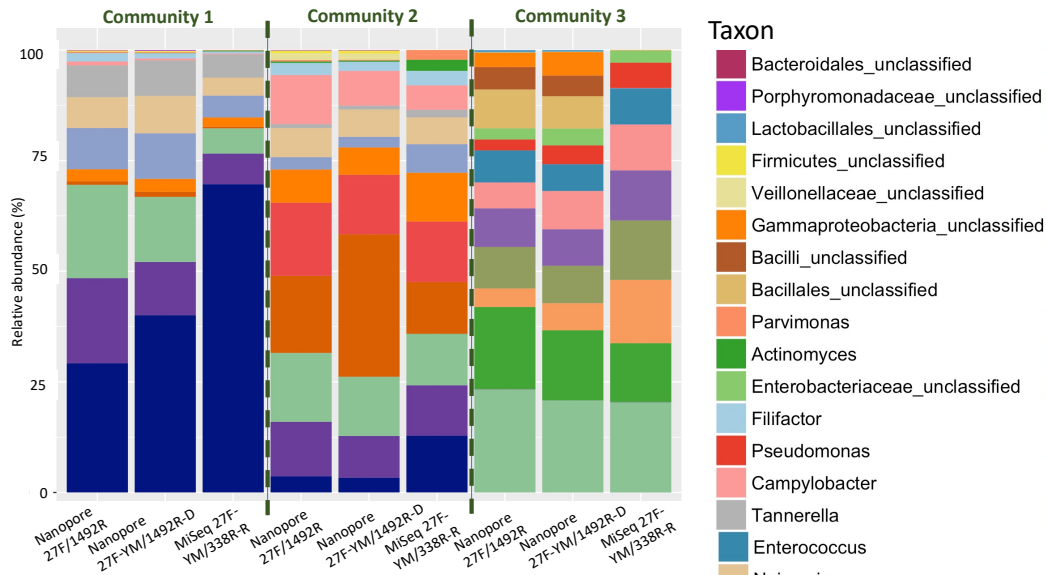 Community 1
Community 2
Community 3
Taxon
Relative abundance (%)
100
75
50
25
0
Nanopore
27F/1492R
Nanopore
27F-YM/1492R-D
MiSeq 27F-
YM/338R-R
Nanopore
27F/1492R
Nanopore
27F-YM/1492R-D
MiSeq 27F-
YM/338R-R
Nanopore
27F/1492R
Nanopore
27F-YM/1492R-D
MiSeq 27F-
YM/338R-R
Bacteroidales_unclassified
Porphyromonadaceae_unclassified
Lactobacillales_unclassified
Firmicutes_unclassified
Veillonellaceae_unclassified
Gammaproteobacteria_unclassified
Bacilli_unclassified
Bacillales_unclassified
Parvimonas
Actinomyces
Enterobacteriaceae_unclassified
Filifactor
Pseudomonas
Campylobacter
Tannerella
Enterococcus